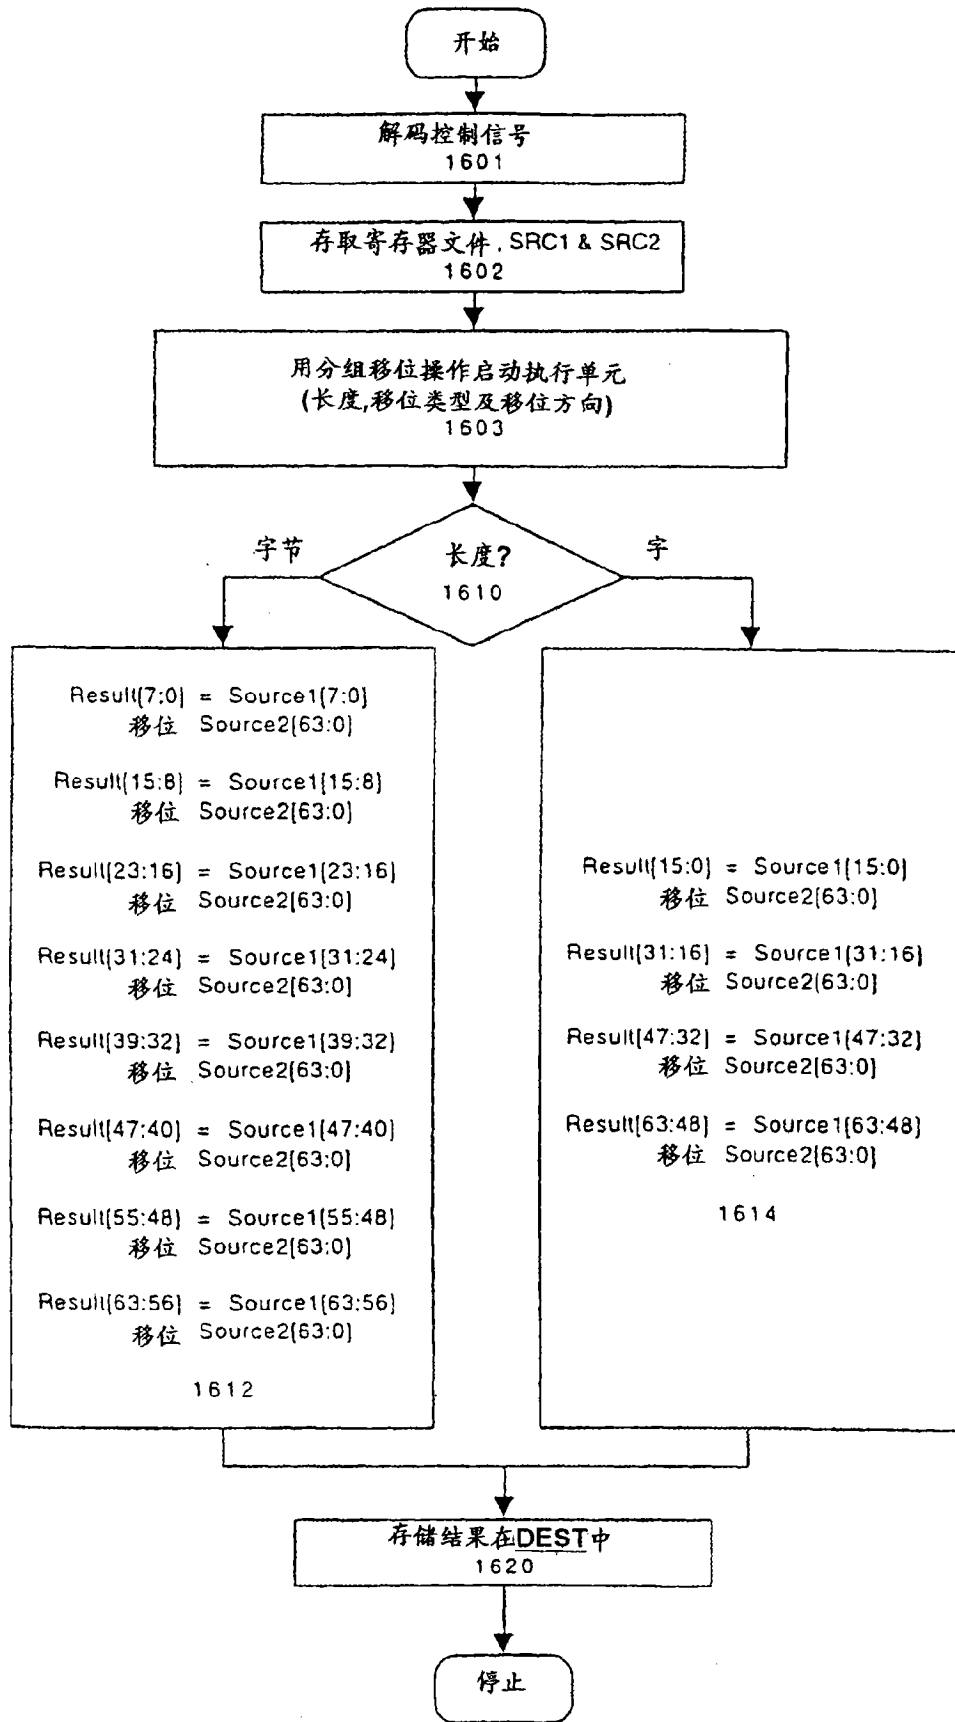 开始
解码控制信号
1601
存取寄存器文件, SRC1 & SRC2
1602
用分组移位操作启动执行单元
(长度,移位类型及移位方向)
1603
字节
长度?
1610
字
Result[7:0] = Source1[7:0]
移位 Source2[63:0]
Result[15:8] = Source1[15:8]
移位 Source2[63:0]
Result[23:16] = Source1[23:16]
移位 Source2[63:0]
Result[31:24] = Source1[31:24]
移位 Source2[63:0]
Result[39:32] = Source1[39:32]
移位 Source2[63:0]
Result[47:40] = Source1[47:40]
移位 Source2[63:0]
Result[55:48] = Source1[55:48]
移位 Source2[63:0]
Result[63:56] = Source1[63:56]
移位 Source2[63:0]
1612
Result[15:0] = Source1[15:0]
移位 Source2[63:0]
Result[31:16] = Source1[31:16]
移位 Source2[63:0]
Result[47:32] = Source1[47:32]
移位 Source2[63:0]
Result[63:48] = Source1[63:48]
移位 Source2[63:0]
1614
存储结果在DEST中
1620
停止